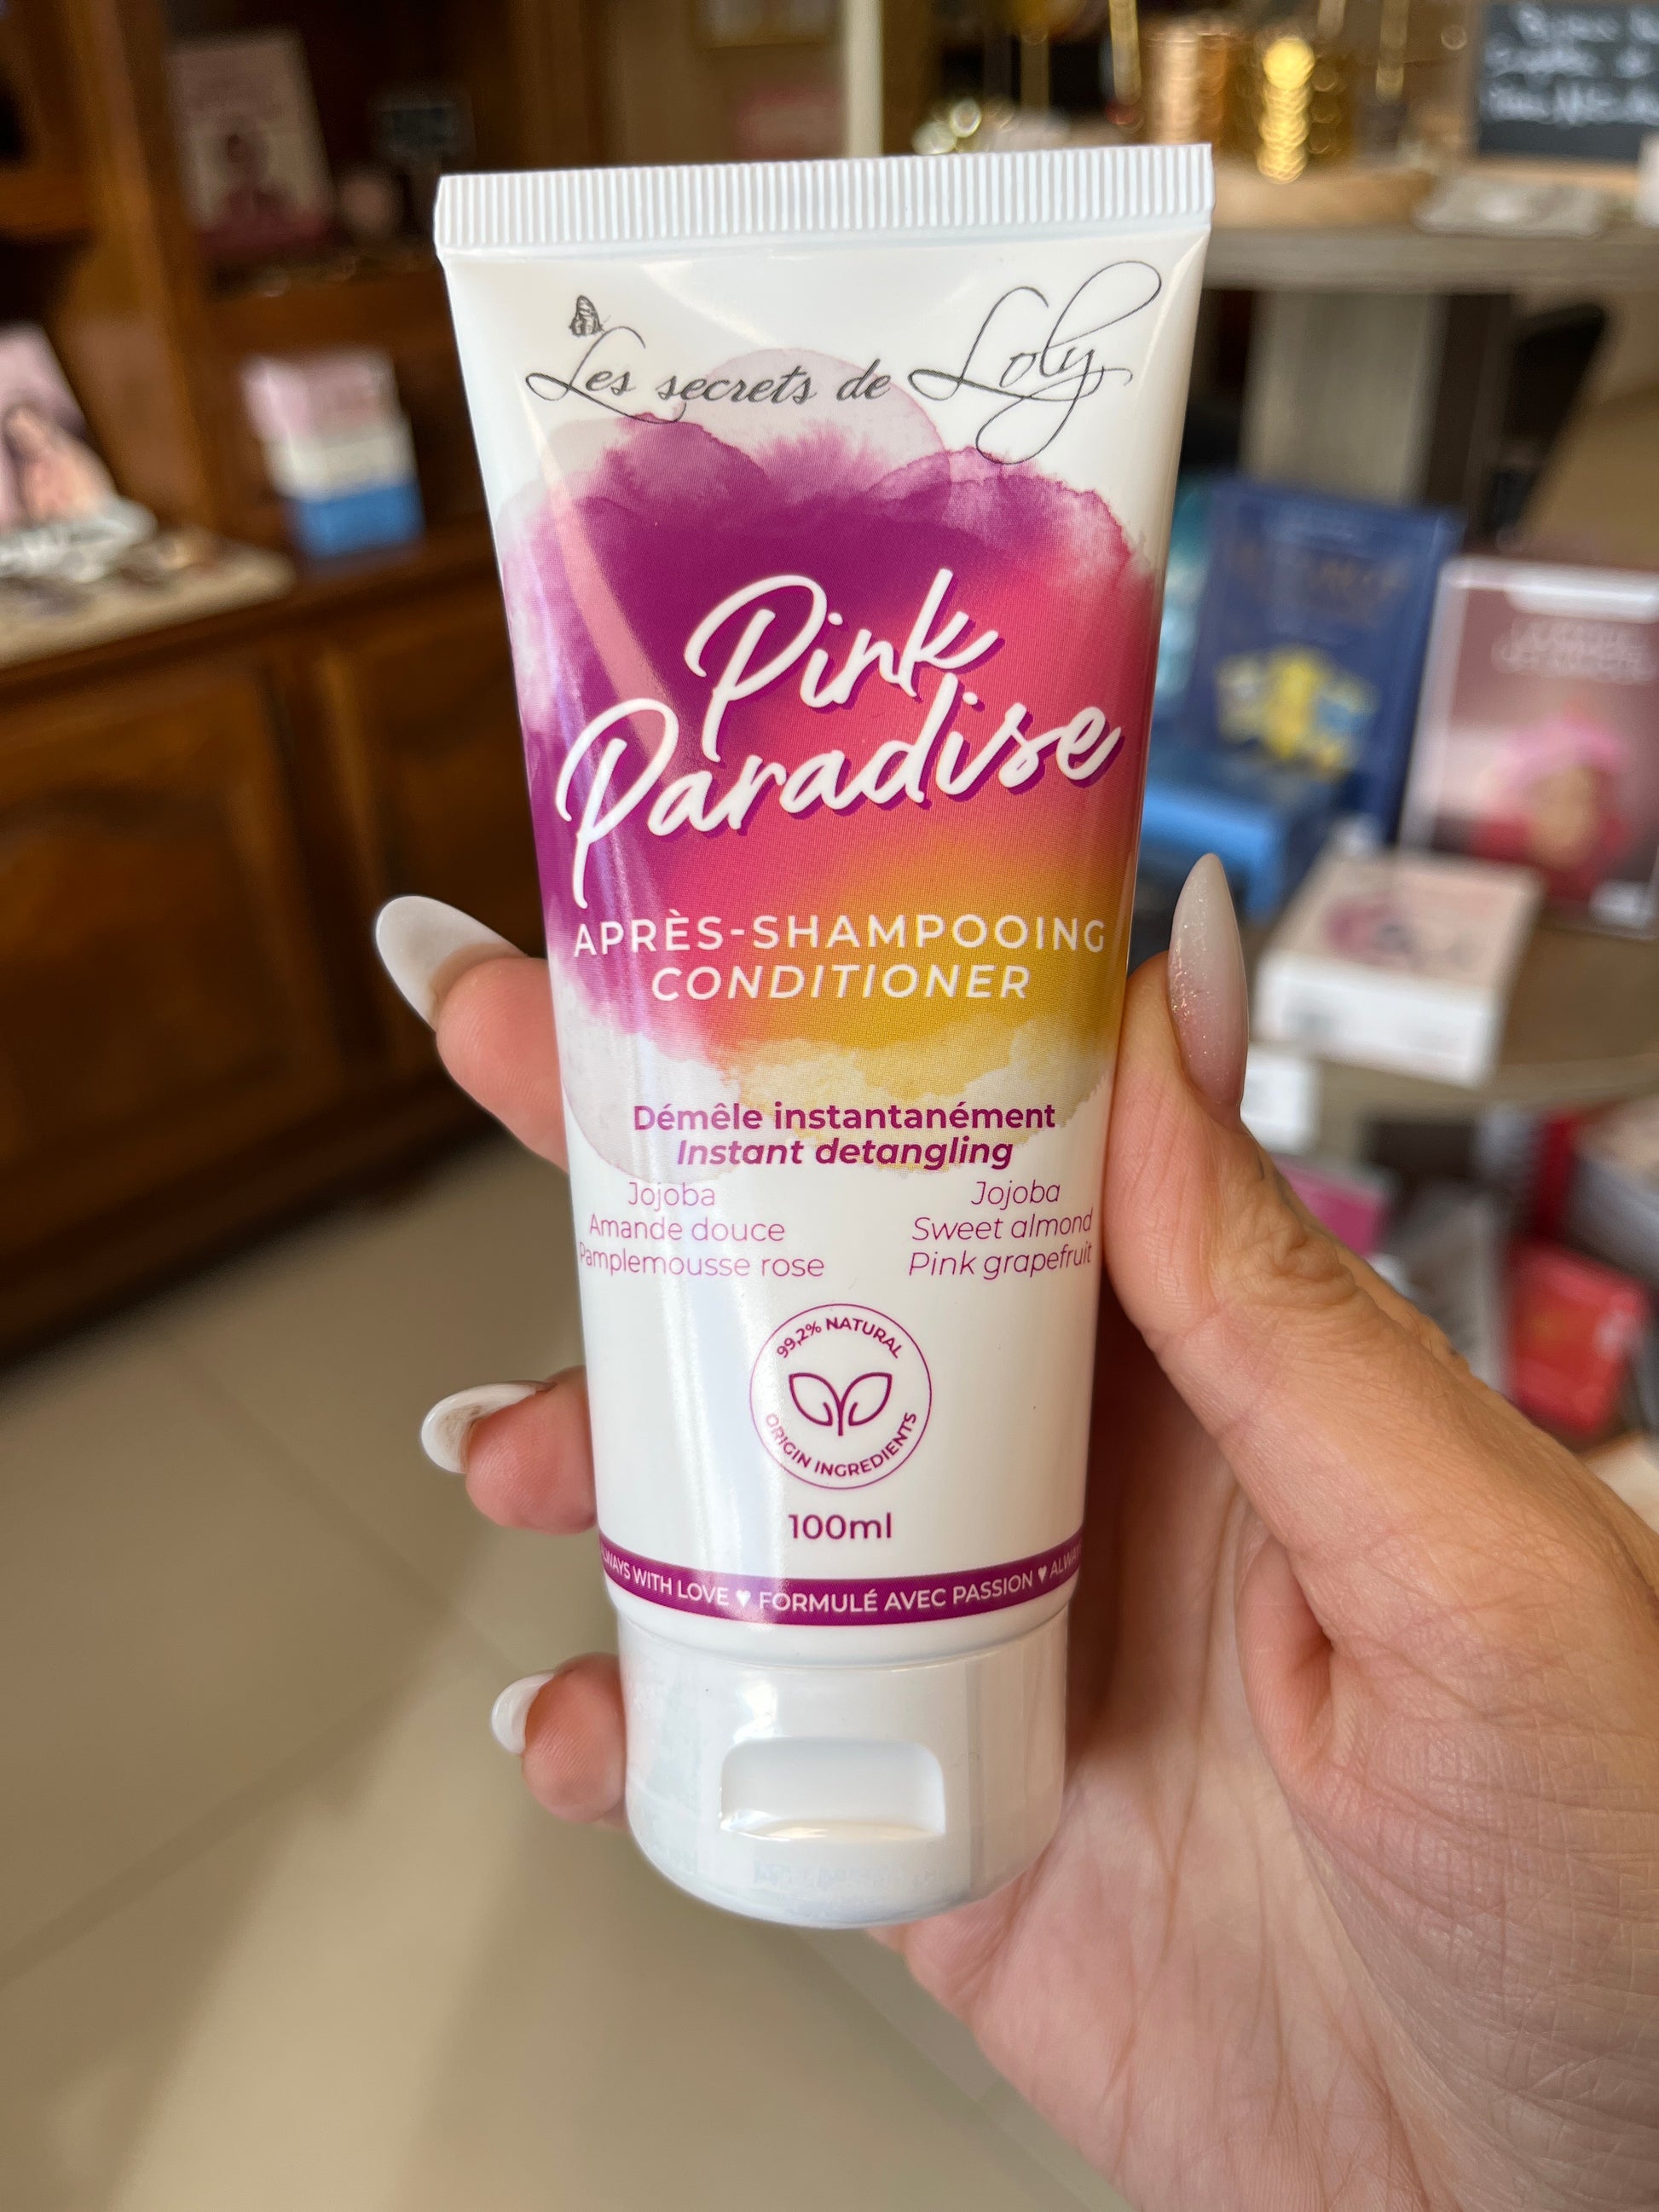 Les secrets de Loly
Pink
Paradise
APRÈS-SHAMPOOING
CONDITIONER
Démêle instantanément
Instant detangling
Jojoba
Amande douce
Pamplemousse rose
Jojoba
Sweet almond
Pink grapefruit
99,2% NATURAL
ORIGIN INGREDIENTS
100ml
WITH LOVE ♥ FORMULÉ AVEC PASSION ♥